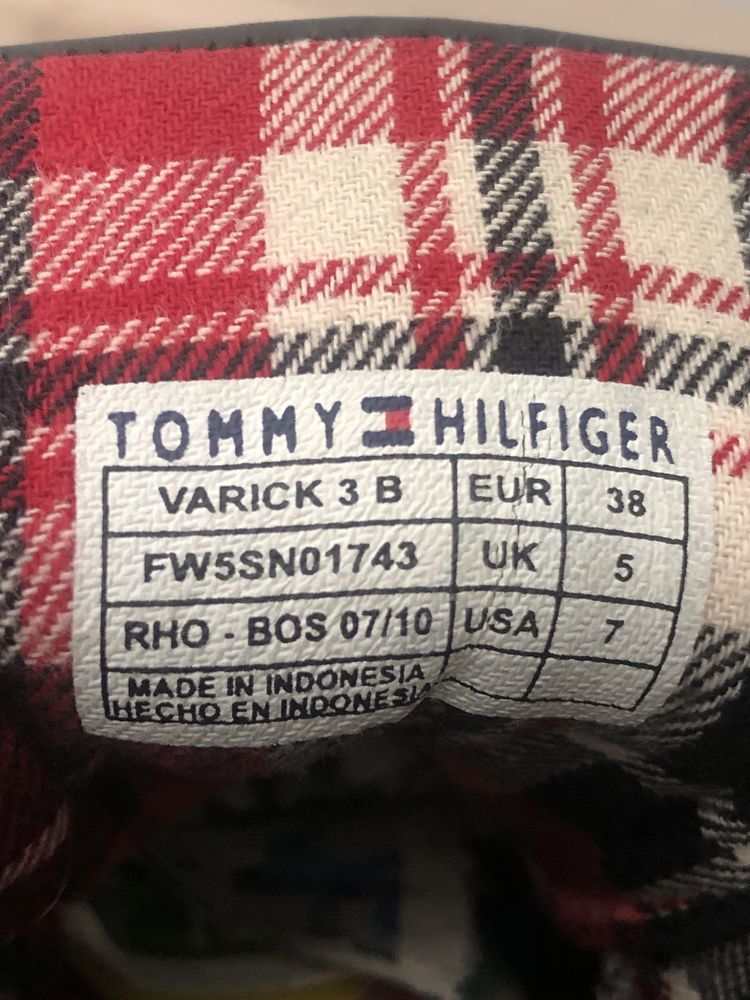 TOMMY HILFIGER
VARICK 3 B EUR 38
FW5SN01743 UK 5
RHO - BOS 07/10 USA 7
MADE IN INDONESIA
HECHO EN INDONESIA